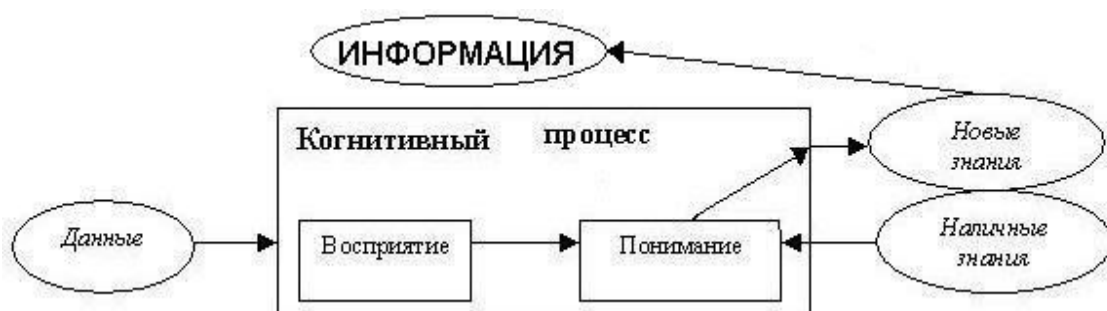 ИНФОРМАЦИЯ
Когнитивный процесс
Новые
знания
Данные
Восприятие
Понимание
Наличные
знания